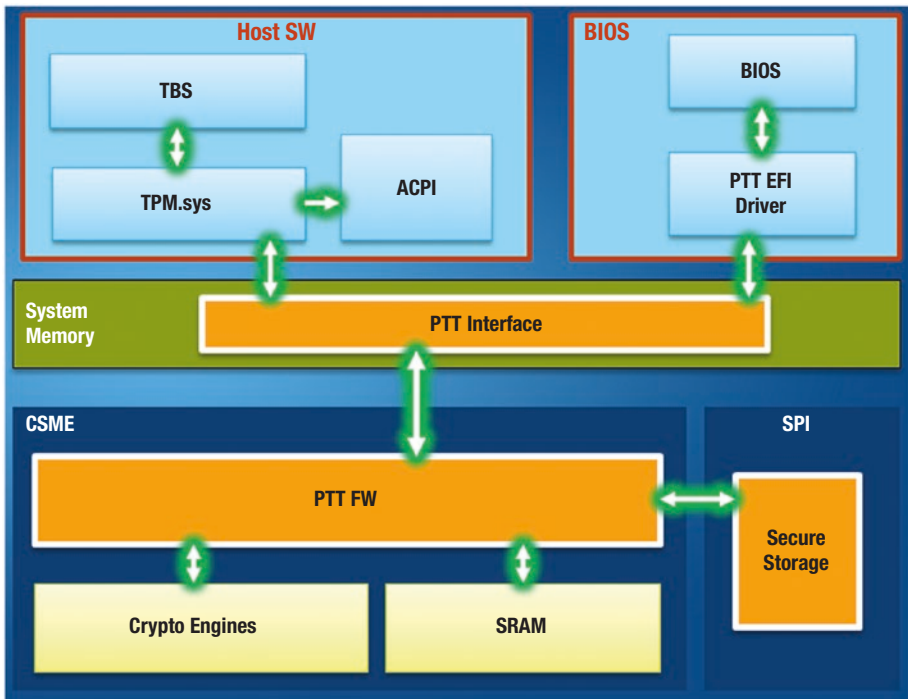 Host SW
BIOS
TBS
BIOS
TPM.sys
ACPI
PTT EFI
Driver
System
Memory
PTT Interface
CSME
SPI
PTT FW
Secure
Storage
Crypto Engines
SRAM